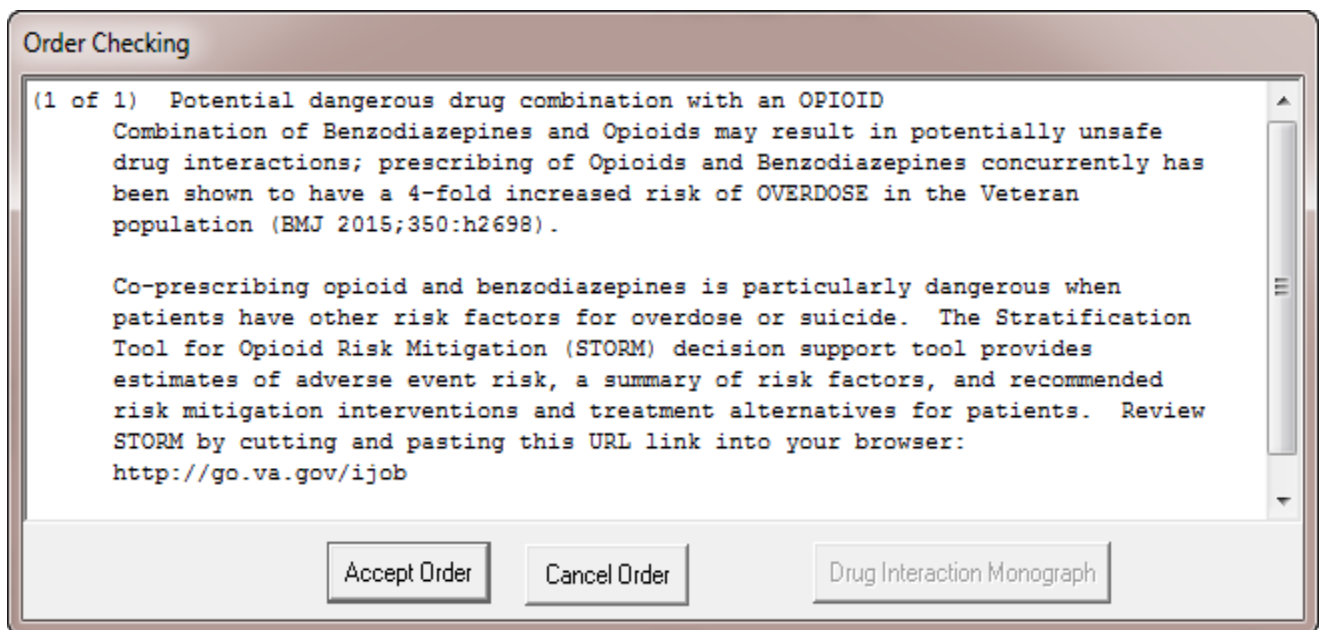 Order Checking
(1 of 1)  Potential dangerous drug combination with an OPIOID
Combination of Benzodiazepines and Opioids may result in potentially unsafe
drug interactions; prescribing of Opioids and Benzodiazepines concurrently has
been shown to have a 4-fold increased risk of OVERDOSE in the Veteran
population (BMJ 2015;350:h2698).
Co-prescribing opioid and benzodiazepines is particularly dangerous when
patients have other risk factors for overdose or suicide.  The Stratification
Tool for Opioid Risk Mitigation (STORM) decision support tool provides
estimates of adverse event risk, a summary of risk factors, and recommended
risk mitigation interventions and treatment alternatives for patients.  Review
STORM by cutting and pasting this URL link into your browser:
http://go.va.gov/ijob
Accept Order
Cancel Order
Drug Interaction Monograph